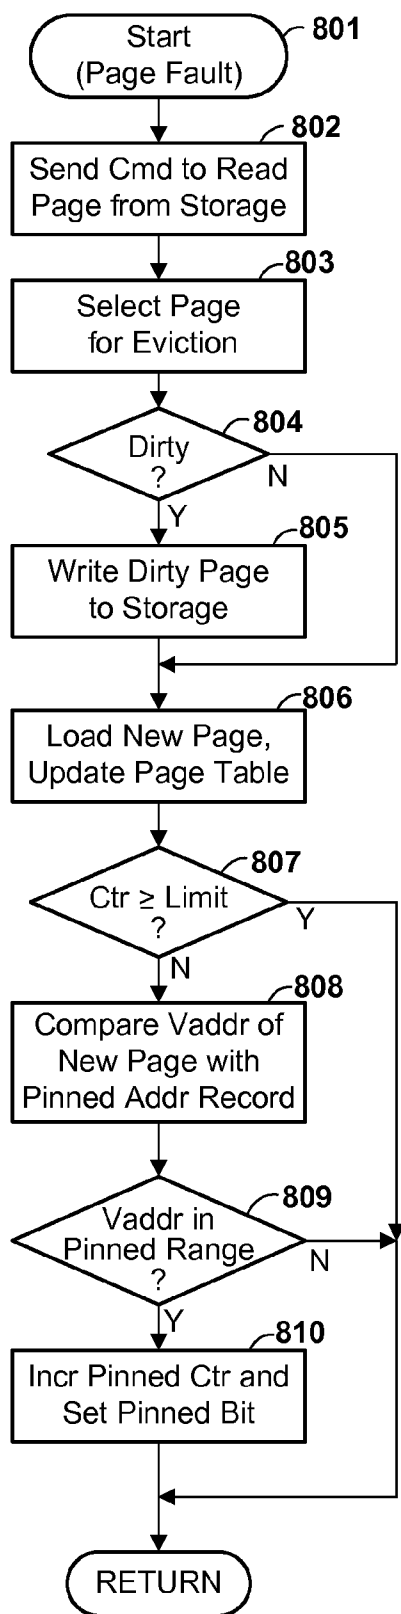 Start
(Page Fault)
801
802
Send Cmd to Read
Page from Storage
803
Select Page
for Eviction
804
Dirty
?
N
Y
805
Write Dirty Page
to Storage
806
Load New Page,
Update Page Table
807
Ctr ≥ Limit
?
Y
N
808
Compare Vaddr of
New Page with
Pinned Addr Record
809
Vaddr in
Pinned Range
?
N
Y
810
Incr Pinned Ctr and
Set Pinned Bit
RETURN